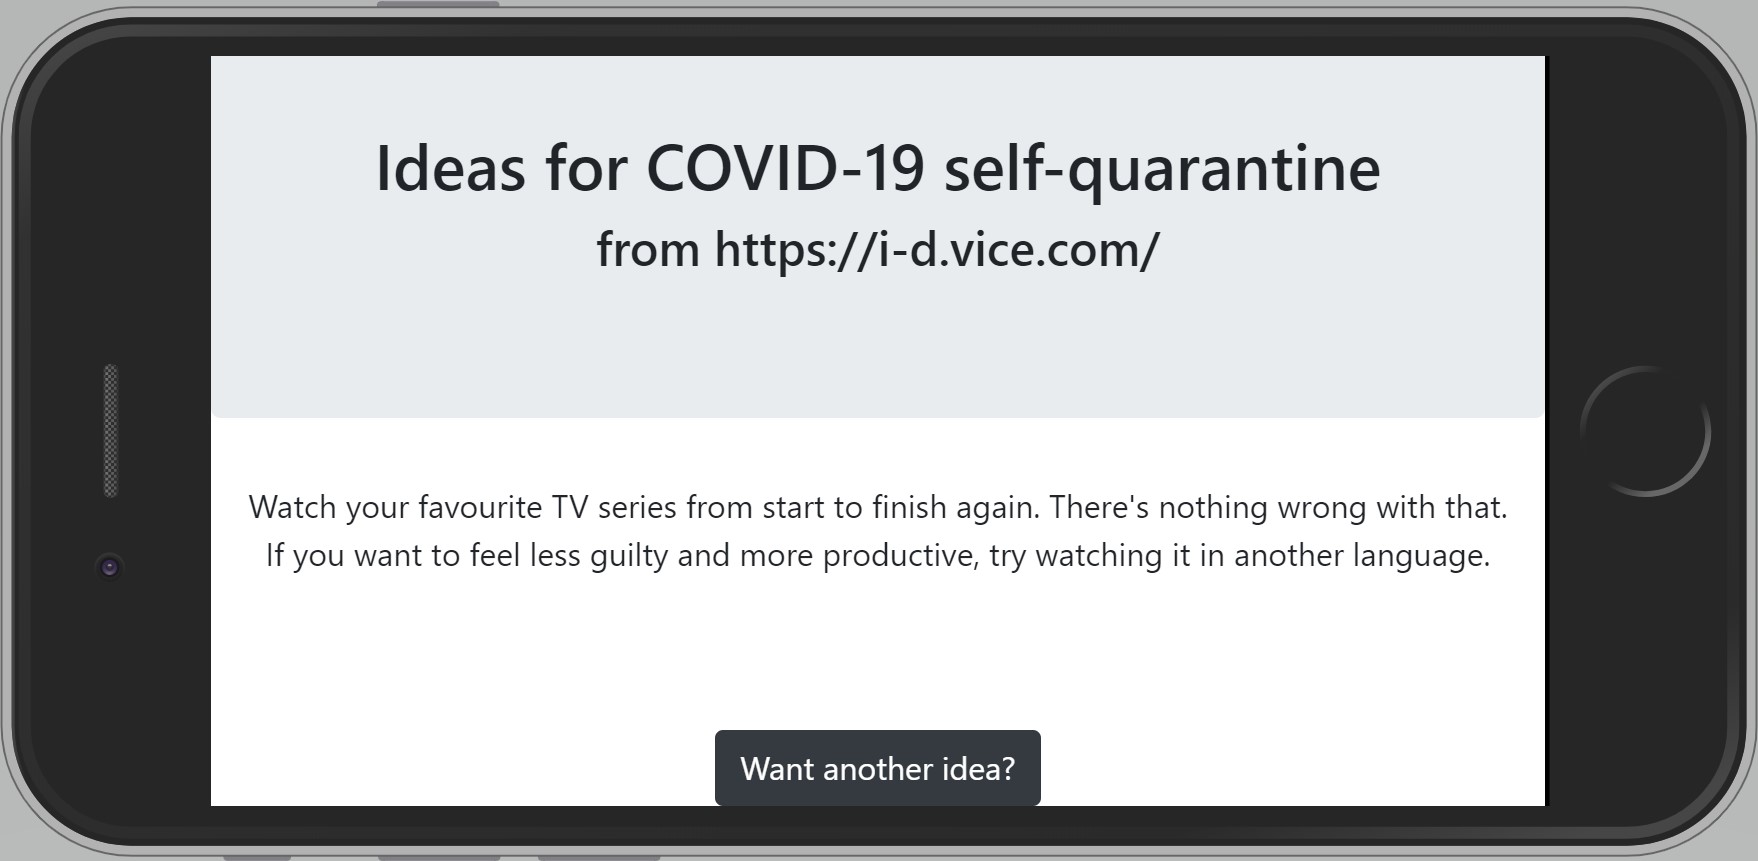 Ideas for COVID-19 self-quarantine
from https://i-d.vice.com/
Watch your favourite TV series from start to finish again. There's nothing wrong with that.
If you want to feel less guilty and more productive, try watching it in another language.
Want another idea?